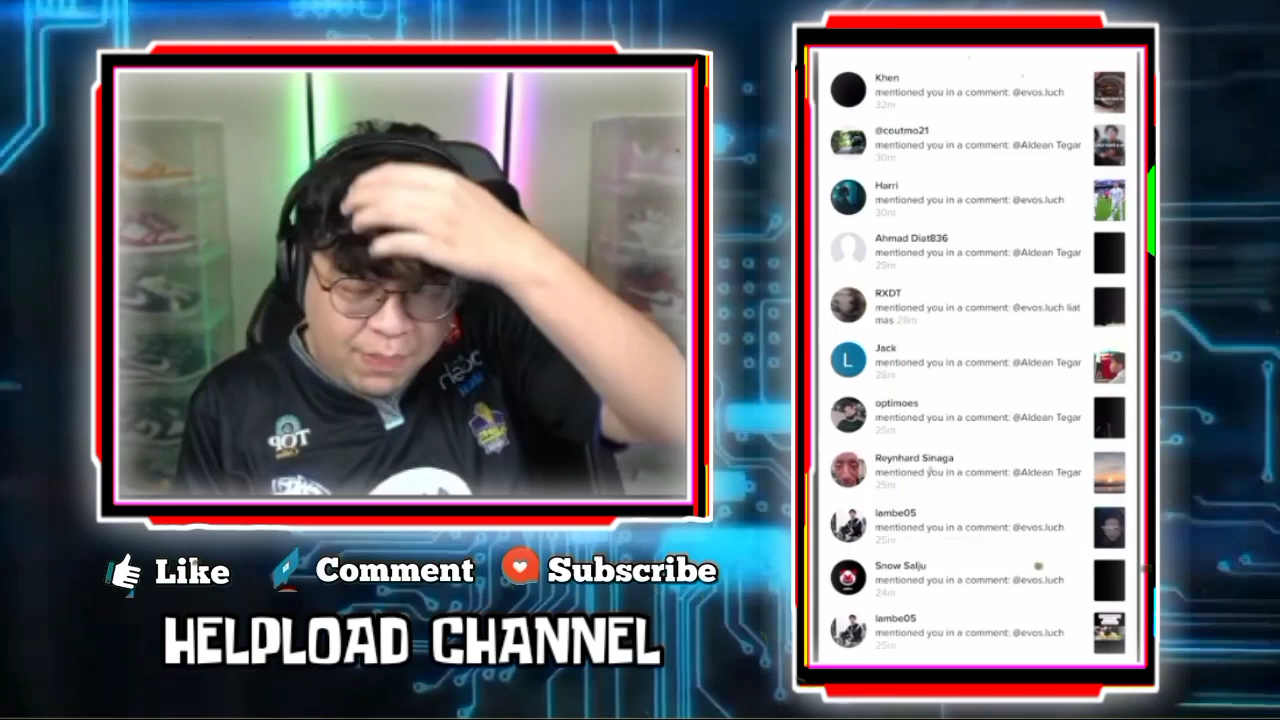 Khen
mentioned you in a comment: @evos.luch
32m
@coutmo21
mentioned you in a comment: @Aldean Tegar
30m
Harri
mentioned you in a comment: @evos.luch
30m
Ahmad Diat836
mentioned you in a comment: @Aldean Tegar
29m
RXDT
mentioned you in a comment: @evos.luch liat
mas 28m
Jack
mentioned you in a comment: @Aldean Tegar
28m
L
optimoes
mentioned you in a comment: @Aldean Tegar
25m
Reynhard Sinaga
mentioned you in a comment: @Aldean Tegar
25m
lambe05
mentioned you in a comment: @evos.luch
25m
Snow Salju
mentioned you in a comment: @evos.luch
24m
lambe05
mentioned you in a comment: @evos.luch
25m
TOP
Like Comment Subscribe
HELPLOAD CHANNEL